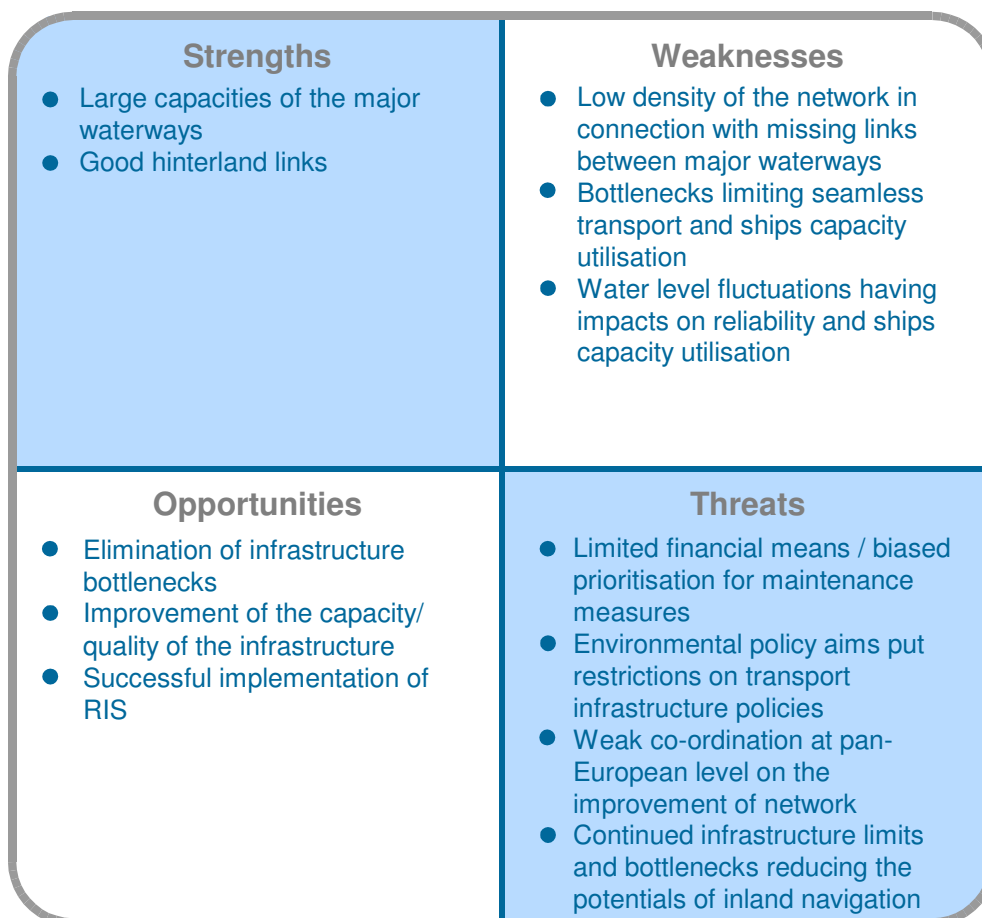 Strengths
● Large capacities of the major
waterways
● Good hinterland links
Weaknesses
● Low density of the network in
connection with missing links
between major waterways
● Bottlenecks limiting seamless
transport and ships capacity
utilisation
● Water level fluctuations having
impacts on reliability and ships
capacity utilisation
Opportunities
● Elimination of infrastructure
bottlenecks
● Improvement of the capacity/
quality of the infrastructure
● Successful implementation of
RIS
Threats
● Limited financial means / biased
prioritisation for maintenance
measures
● Environmental policy aims put
restrictions on transport
infrastructure policies
● Weak co-ordination at pan-
European level on the
improvement of network
● Continued infrastructure limits
and bottlenecks reducing the
potentials of inland navigation